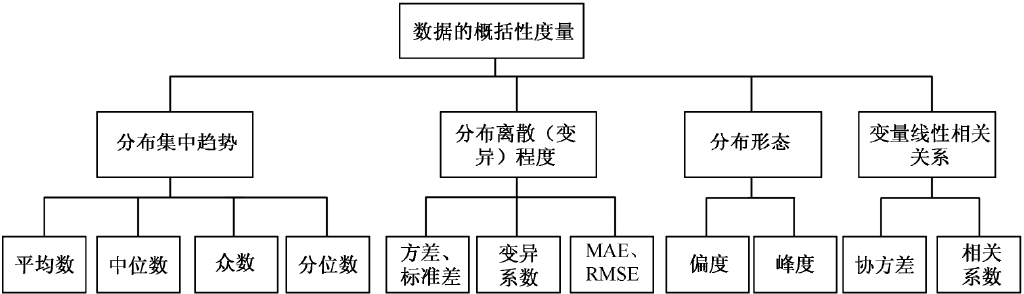 数据的概括性度量
分布集中趋势
分布离散（变
异）程度
分布形态
变量线性相关
关系
平均数
中位数
众数
分位数
方差、
标准差
变异
系数
MAE、
RMSE
偏度
峰度
协方差
相关
系数